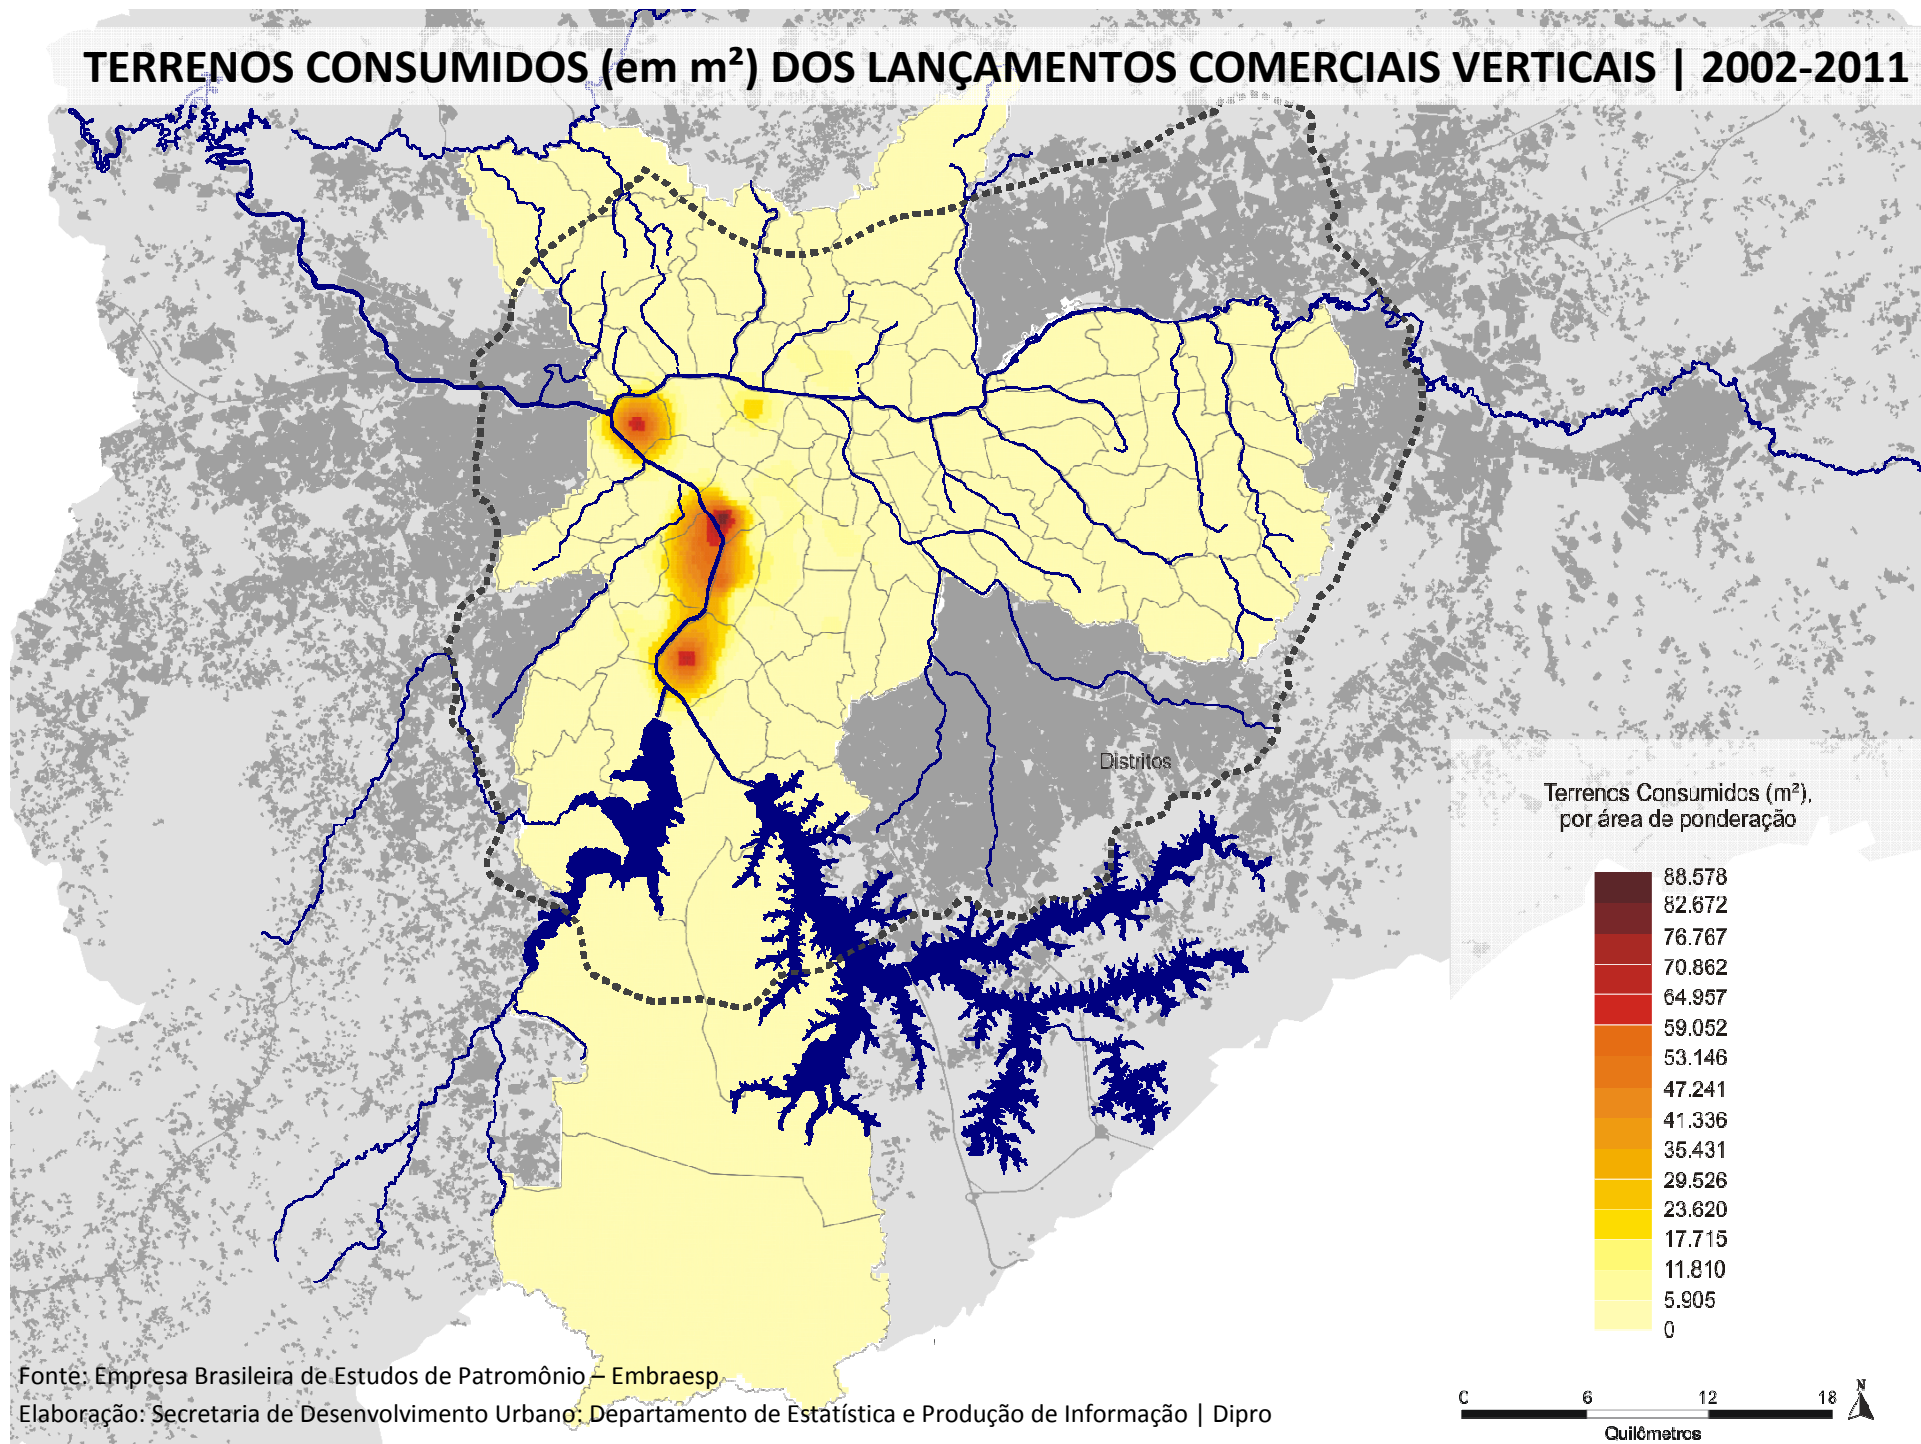 TERRENOS CONSUMIDOS (em m²) DOS LANÇAMENTOS COMERCIAIS VERTICAIS | 2002-2011
Distritos
Terrenos Consumidos (m²),
por área de ponderação
88.578
82.672
76.767
70.862
64.957
59.052
53.146
47.241
41.336
35.431
29.526
23.620
17.715
11.810
5.905
0
Fonte: Empresa Brasileira de Estudos de Patromônio – Embraesp
Elaboração: Secretaria de Desenvolvimento Urbano: Departamento de Estatística e Produção de Informação | Dipro
0 6 12 18
N
Quilômetros